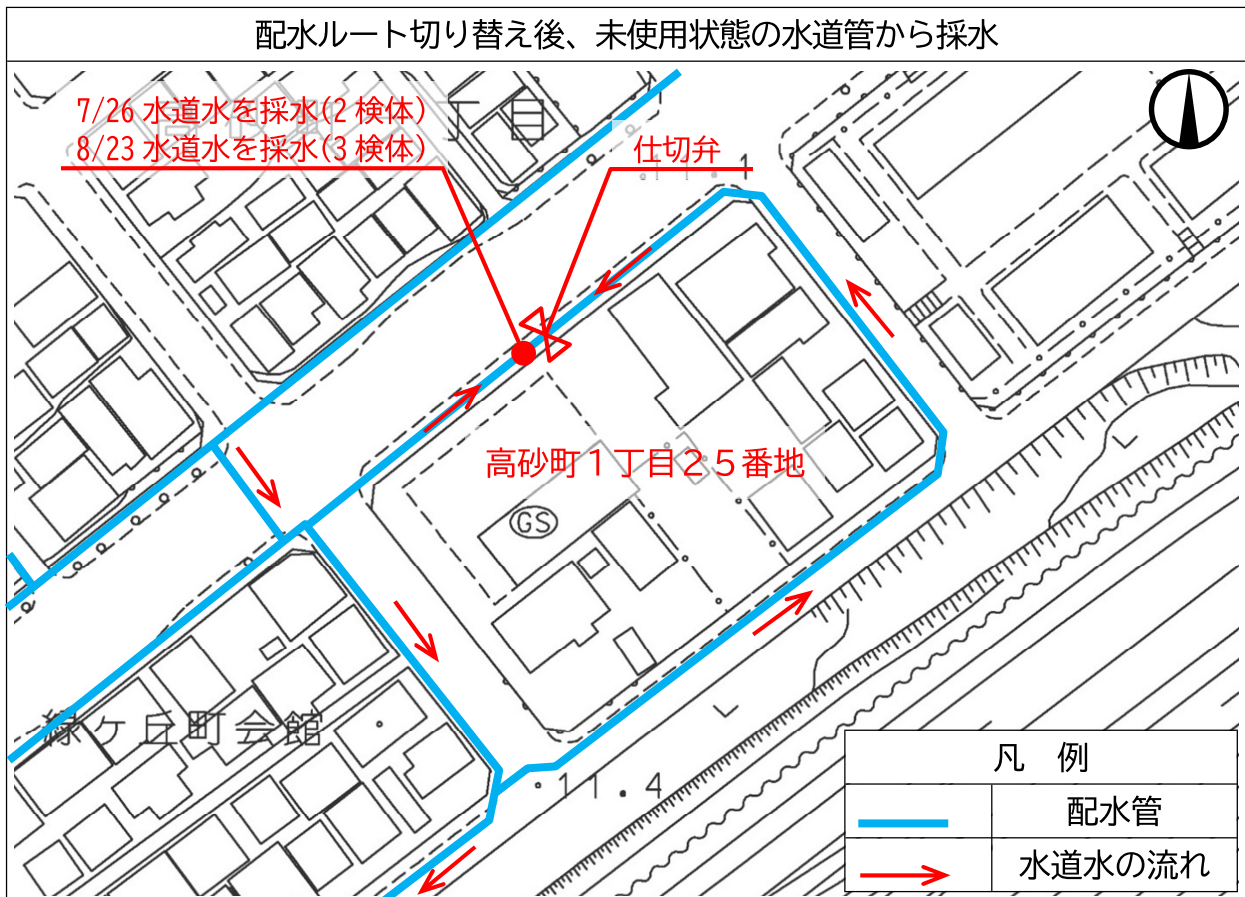 配水ルート切り替え後、未使用状態の水道管から採水
7/26 水道水を採水(2検体)
8/23 水道水を採水(3検体)
仕切弁
高砂町1丁目25番地
GS
緑ケ丘町会館
・11.4
凡 例
配水管
水道水の流れ